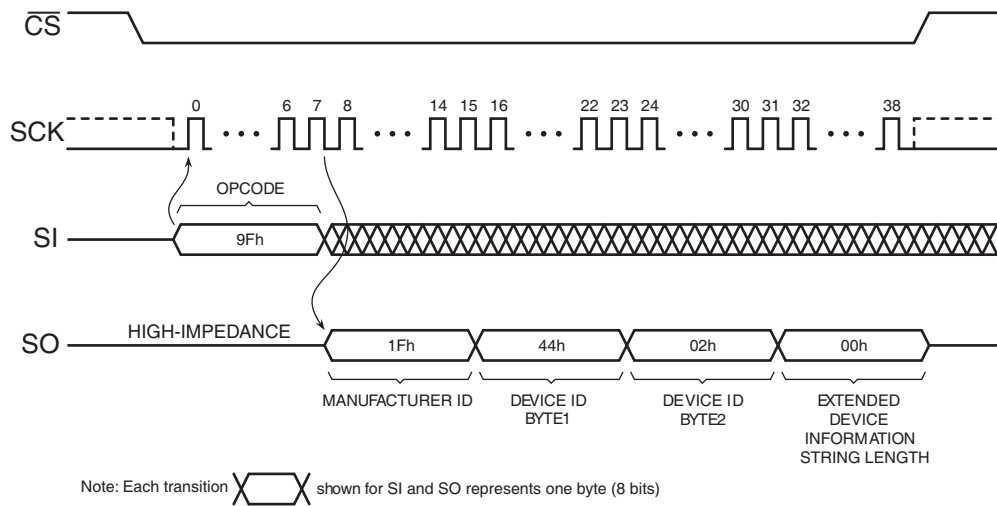 CS
0 6 7 8 14 15 16 22 23 24 30 31 32 38
SCK
OPCODE
SI
9Fh
HIGH-IMPEDANCE
SO
1Fh 44h 02h 00h
MANUFACTURER ID
DEVICE ID
BYTE1
DEVICE ID
BYTE2
EXTENDED
DEVICE
INFORMATION
STRING LENGTH
Note: Each transition shown for SI and SO represents one byte (8 bits)